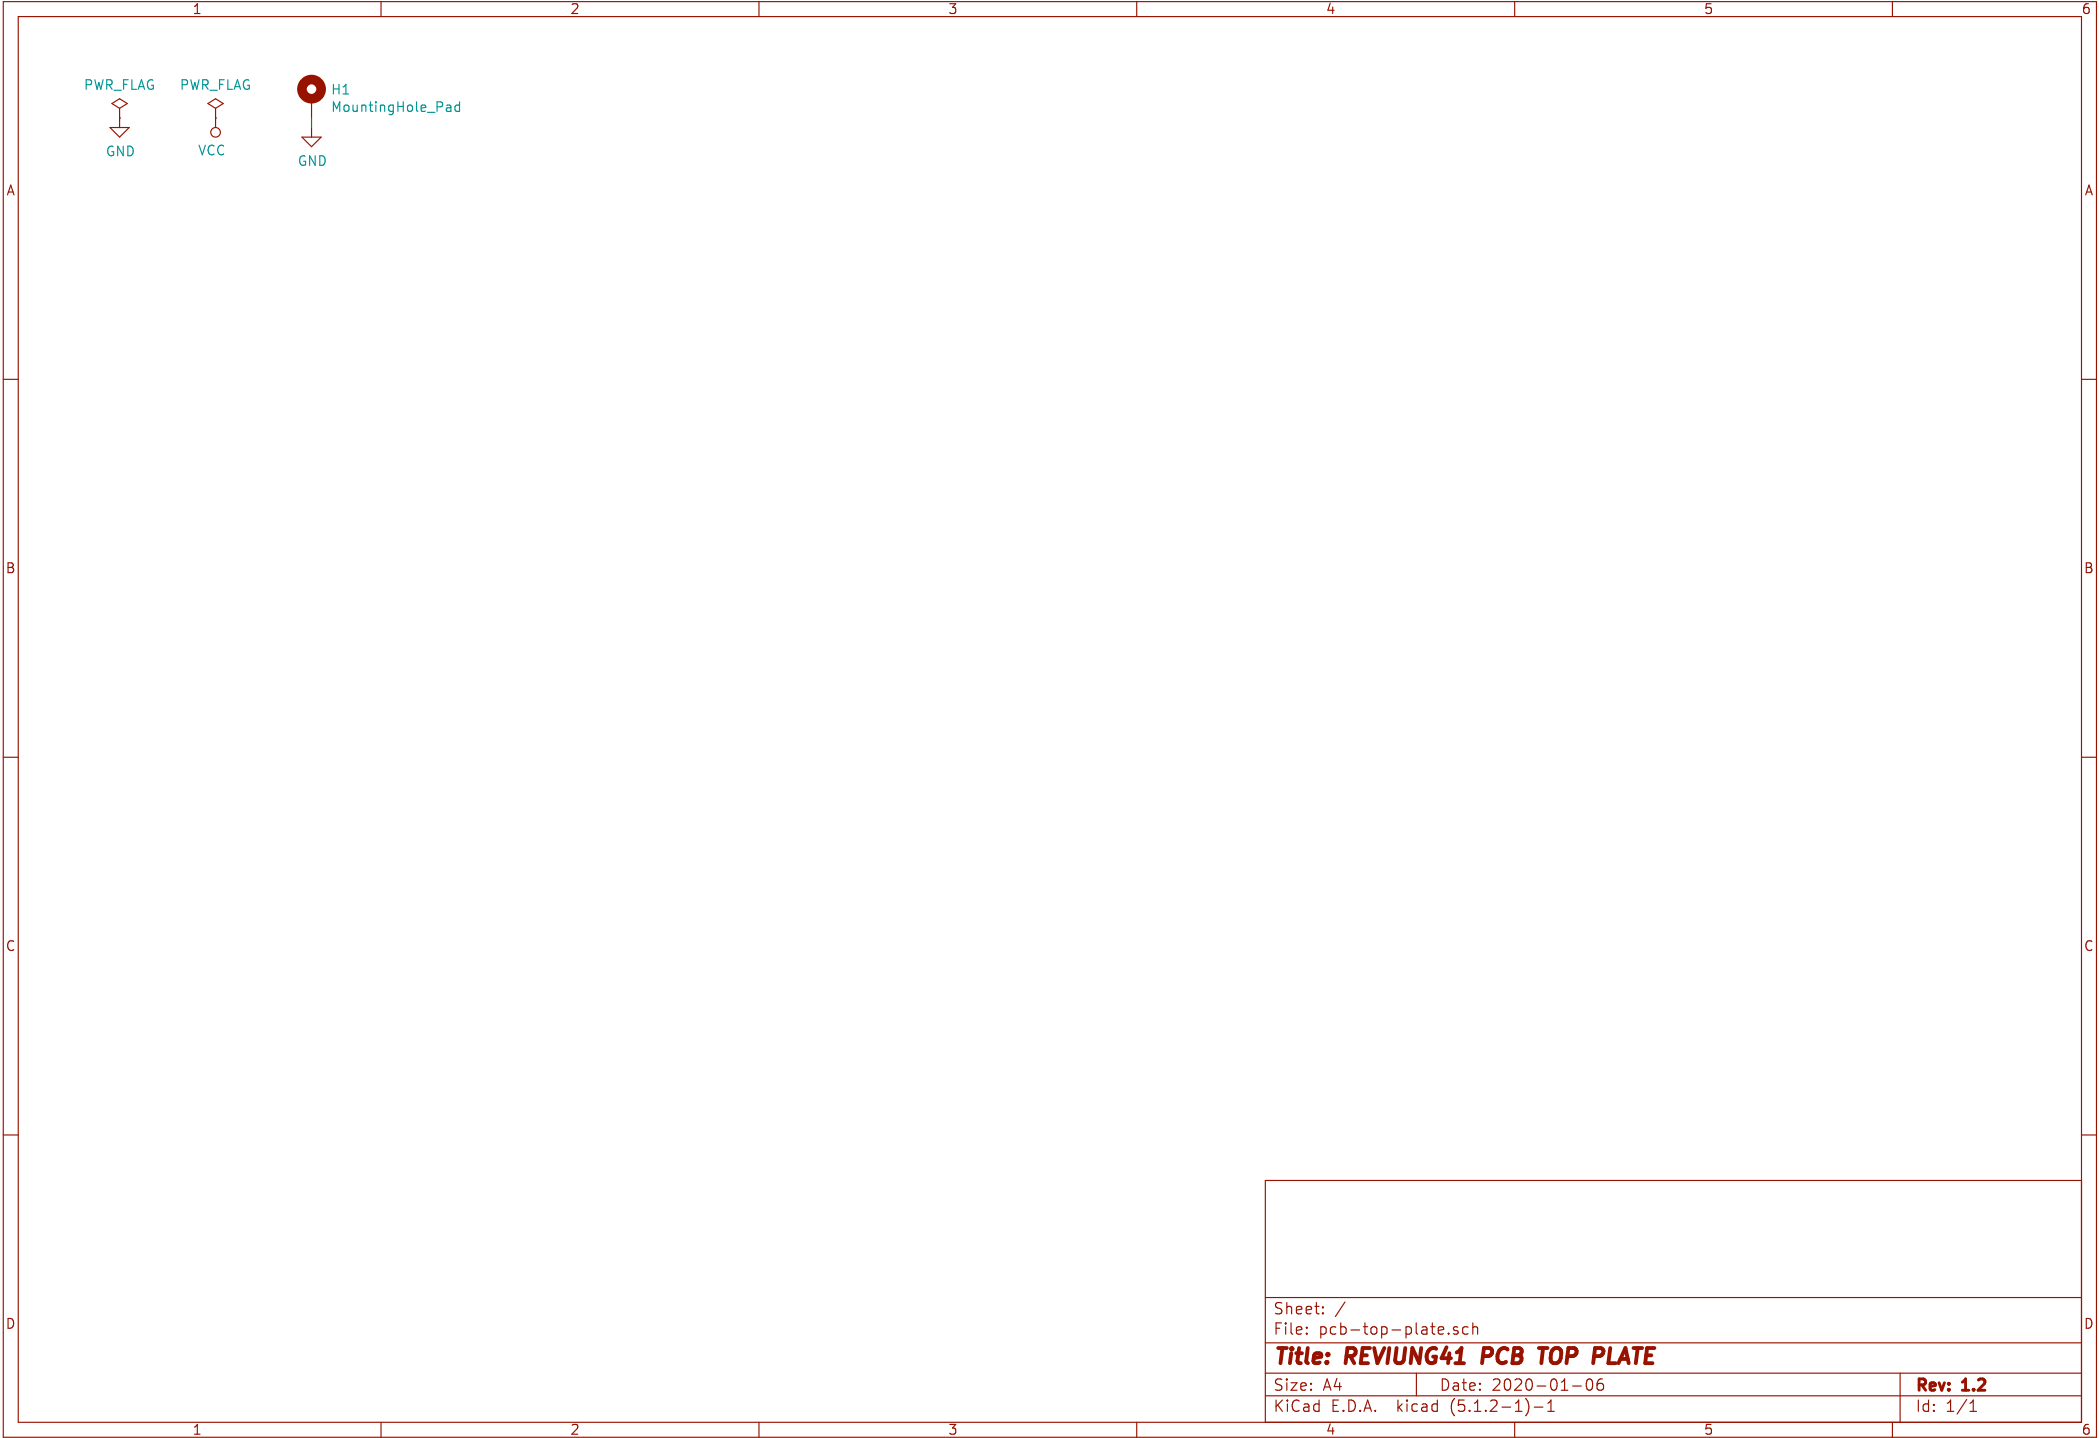 1 2 3 4 5 6
PWR_FLAG PWR_FLAG H1
MountingHole_Pad
GND VCC GND
A A
B B
C C
Sheet: /
File: pcb-top-plate.sch
D D
Title: REVIUNG41 PCB TOP PLATE
Size: A4 Date: 2020-01-06 Rev: 1.2
KiCad E.D.A. kicad (5.1.2-1)-1 Id: 1/1
1 2 3 4 5 6